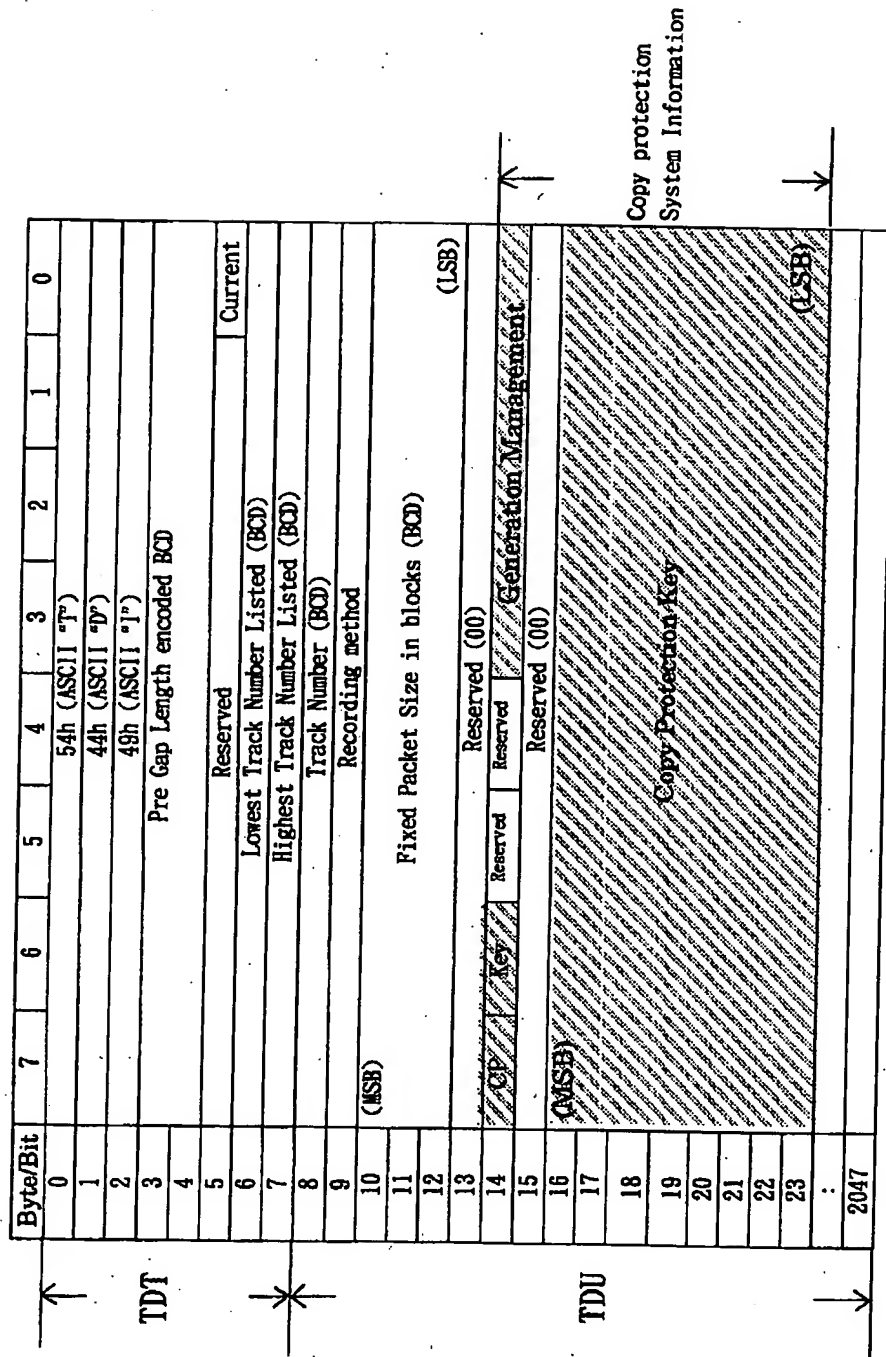 Byte/Bit 7 6 5 4 3 2 1 0
TDT
0 54h (ASCII "T")
1 44h (ASCII "D")
2 49h (ASCII "I")
3 Pre Gap Length encoded BCD
4
5 Reserved Current
6 Lowest Track Number Listed (BCD)
7 Highest Track Number Listed (BCD)
TDU
8 Track Number (BCD)
9 Recording method
10 (MSB)
11 Fixed Packet Size in blocks (BCD)
12 (LSB)
13 Reserved (00)
14 CP Key Reserved Reserved Generation Management
15 Reserved (00)
16 (MSB)
17
18
19 Copy Protection Key
20
21
22
23 (LSB)
:
2047
Copy protection
System Information